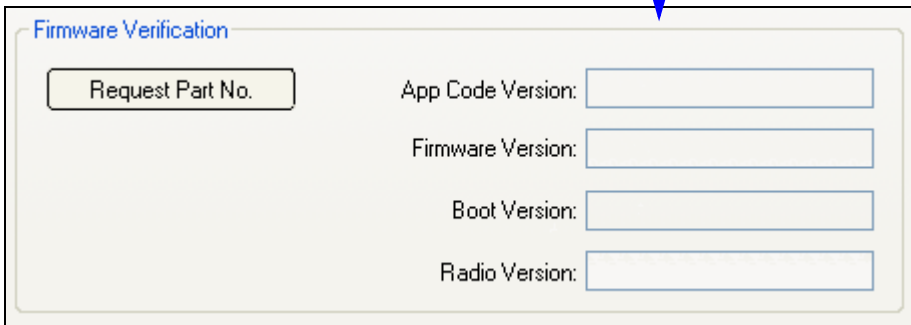 Firmware Verification
Request Part No.
App Code Version:
Firmware Version:
Boot Version:
Radio Version: